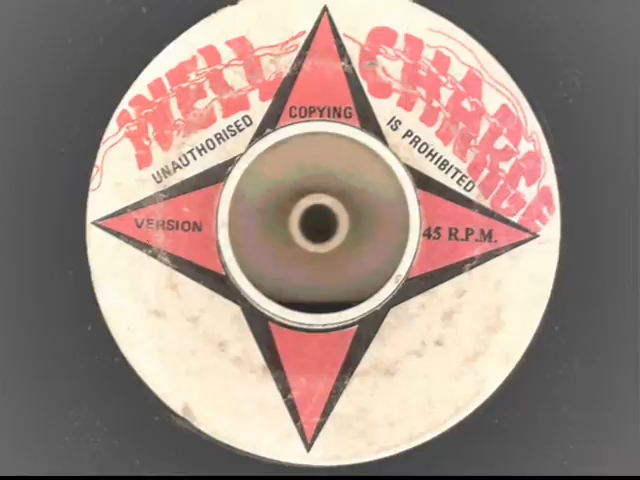 WELL CHARGE
UNAUTHORISED COPYING IS PROHIBITED
VERSION
45 R.P.M.